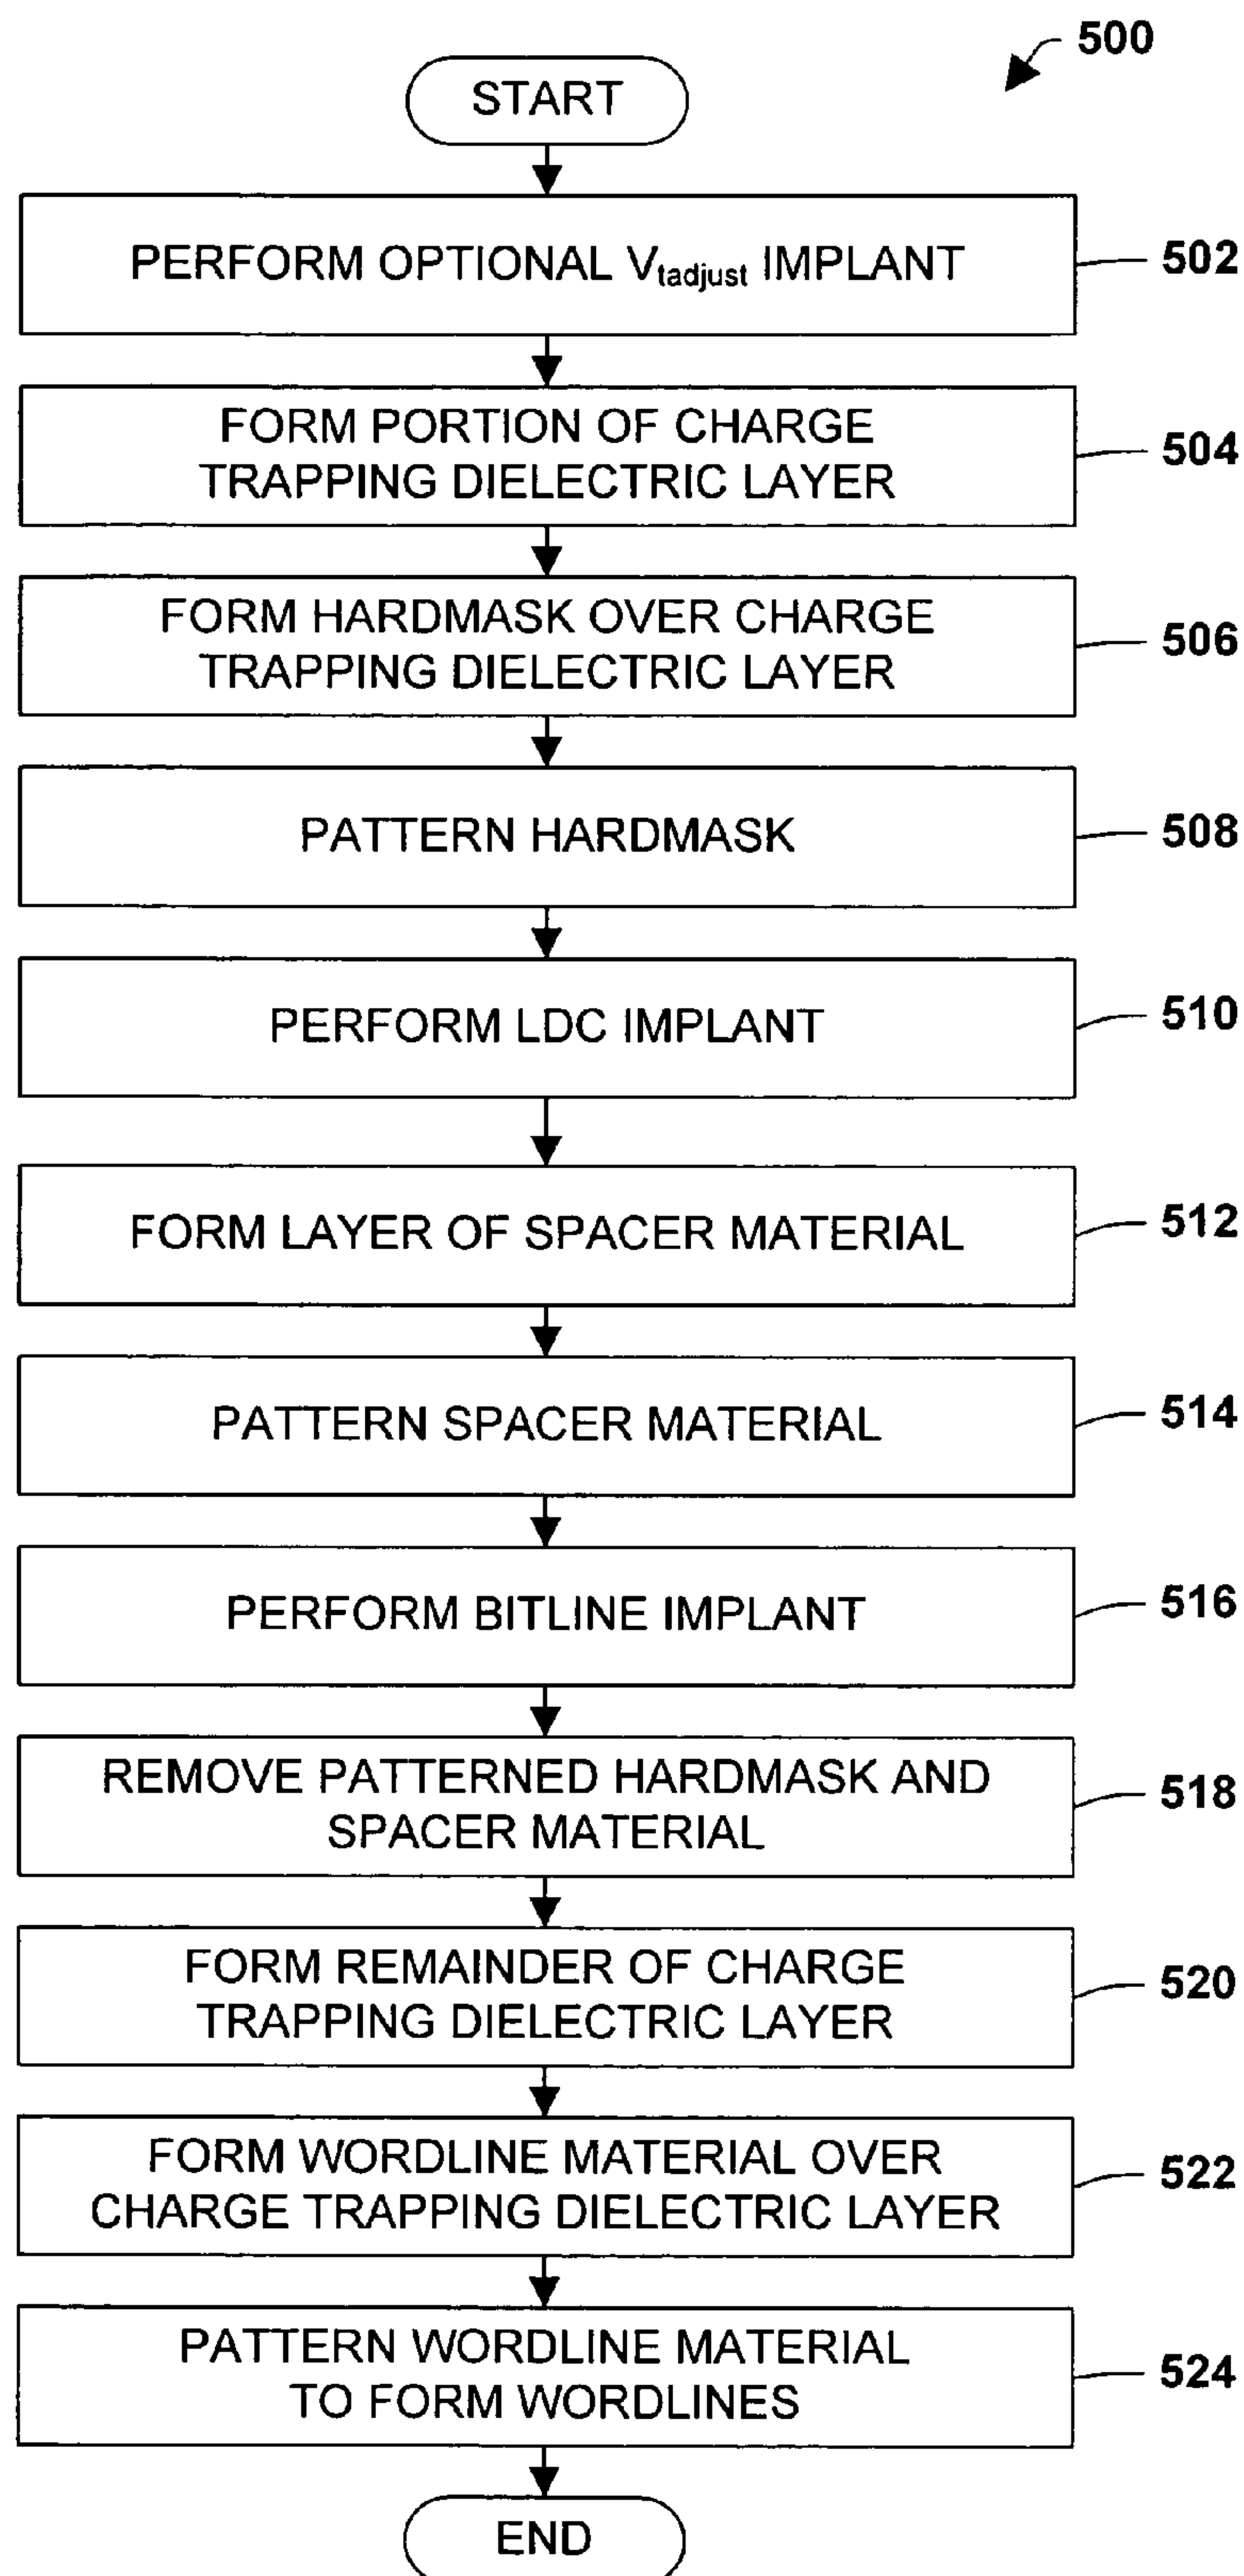 500
START
PERFORM OPTIONAL Vtadjust IMPLANT
502
FORM PORTION OF CHARGE
TRAPPING DIELECTRIC LAYER
504
FORM HARDMASK OVER CHARGE
TRAPPING DIELECTRIC LAYER
506
PATTERN HARDMASK
508
PERFORM LDC IMPLANT
510
FORM LAYER OF SPACER MATERIAL
512
PATTERN SPACER MATERIAL
514
PERFORM BITLINE IMPLANT
516
REMOVE PATTERNED HARDMASK AND
SPACER MATERIAL
518
FORM REMAINDER OF CHARGE
TRAPPING DIELECTRIC LAYER
520
FORM WORDLINE MATERIAL OVER
CHARGE TRAPPING DIELECTRIC LAYER
522
PATTERN WORDLINE MATERIAL
TO FORM WORDLINES
524
END